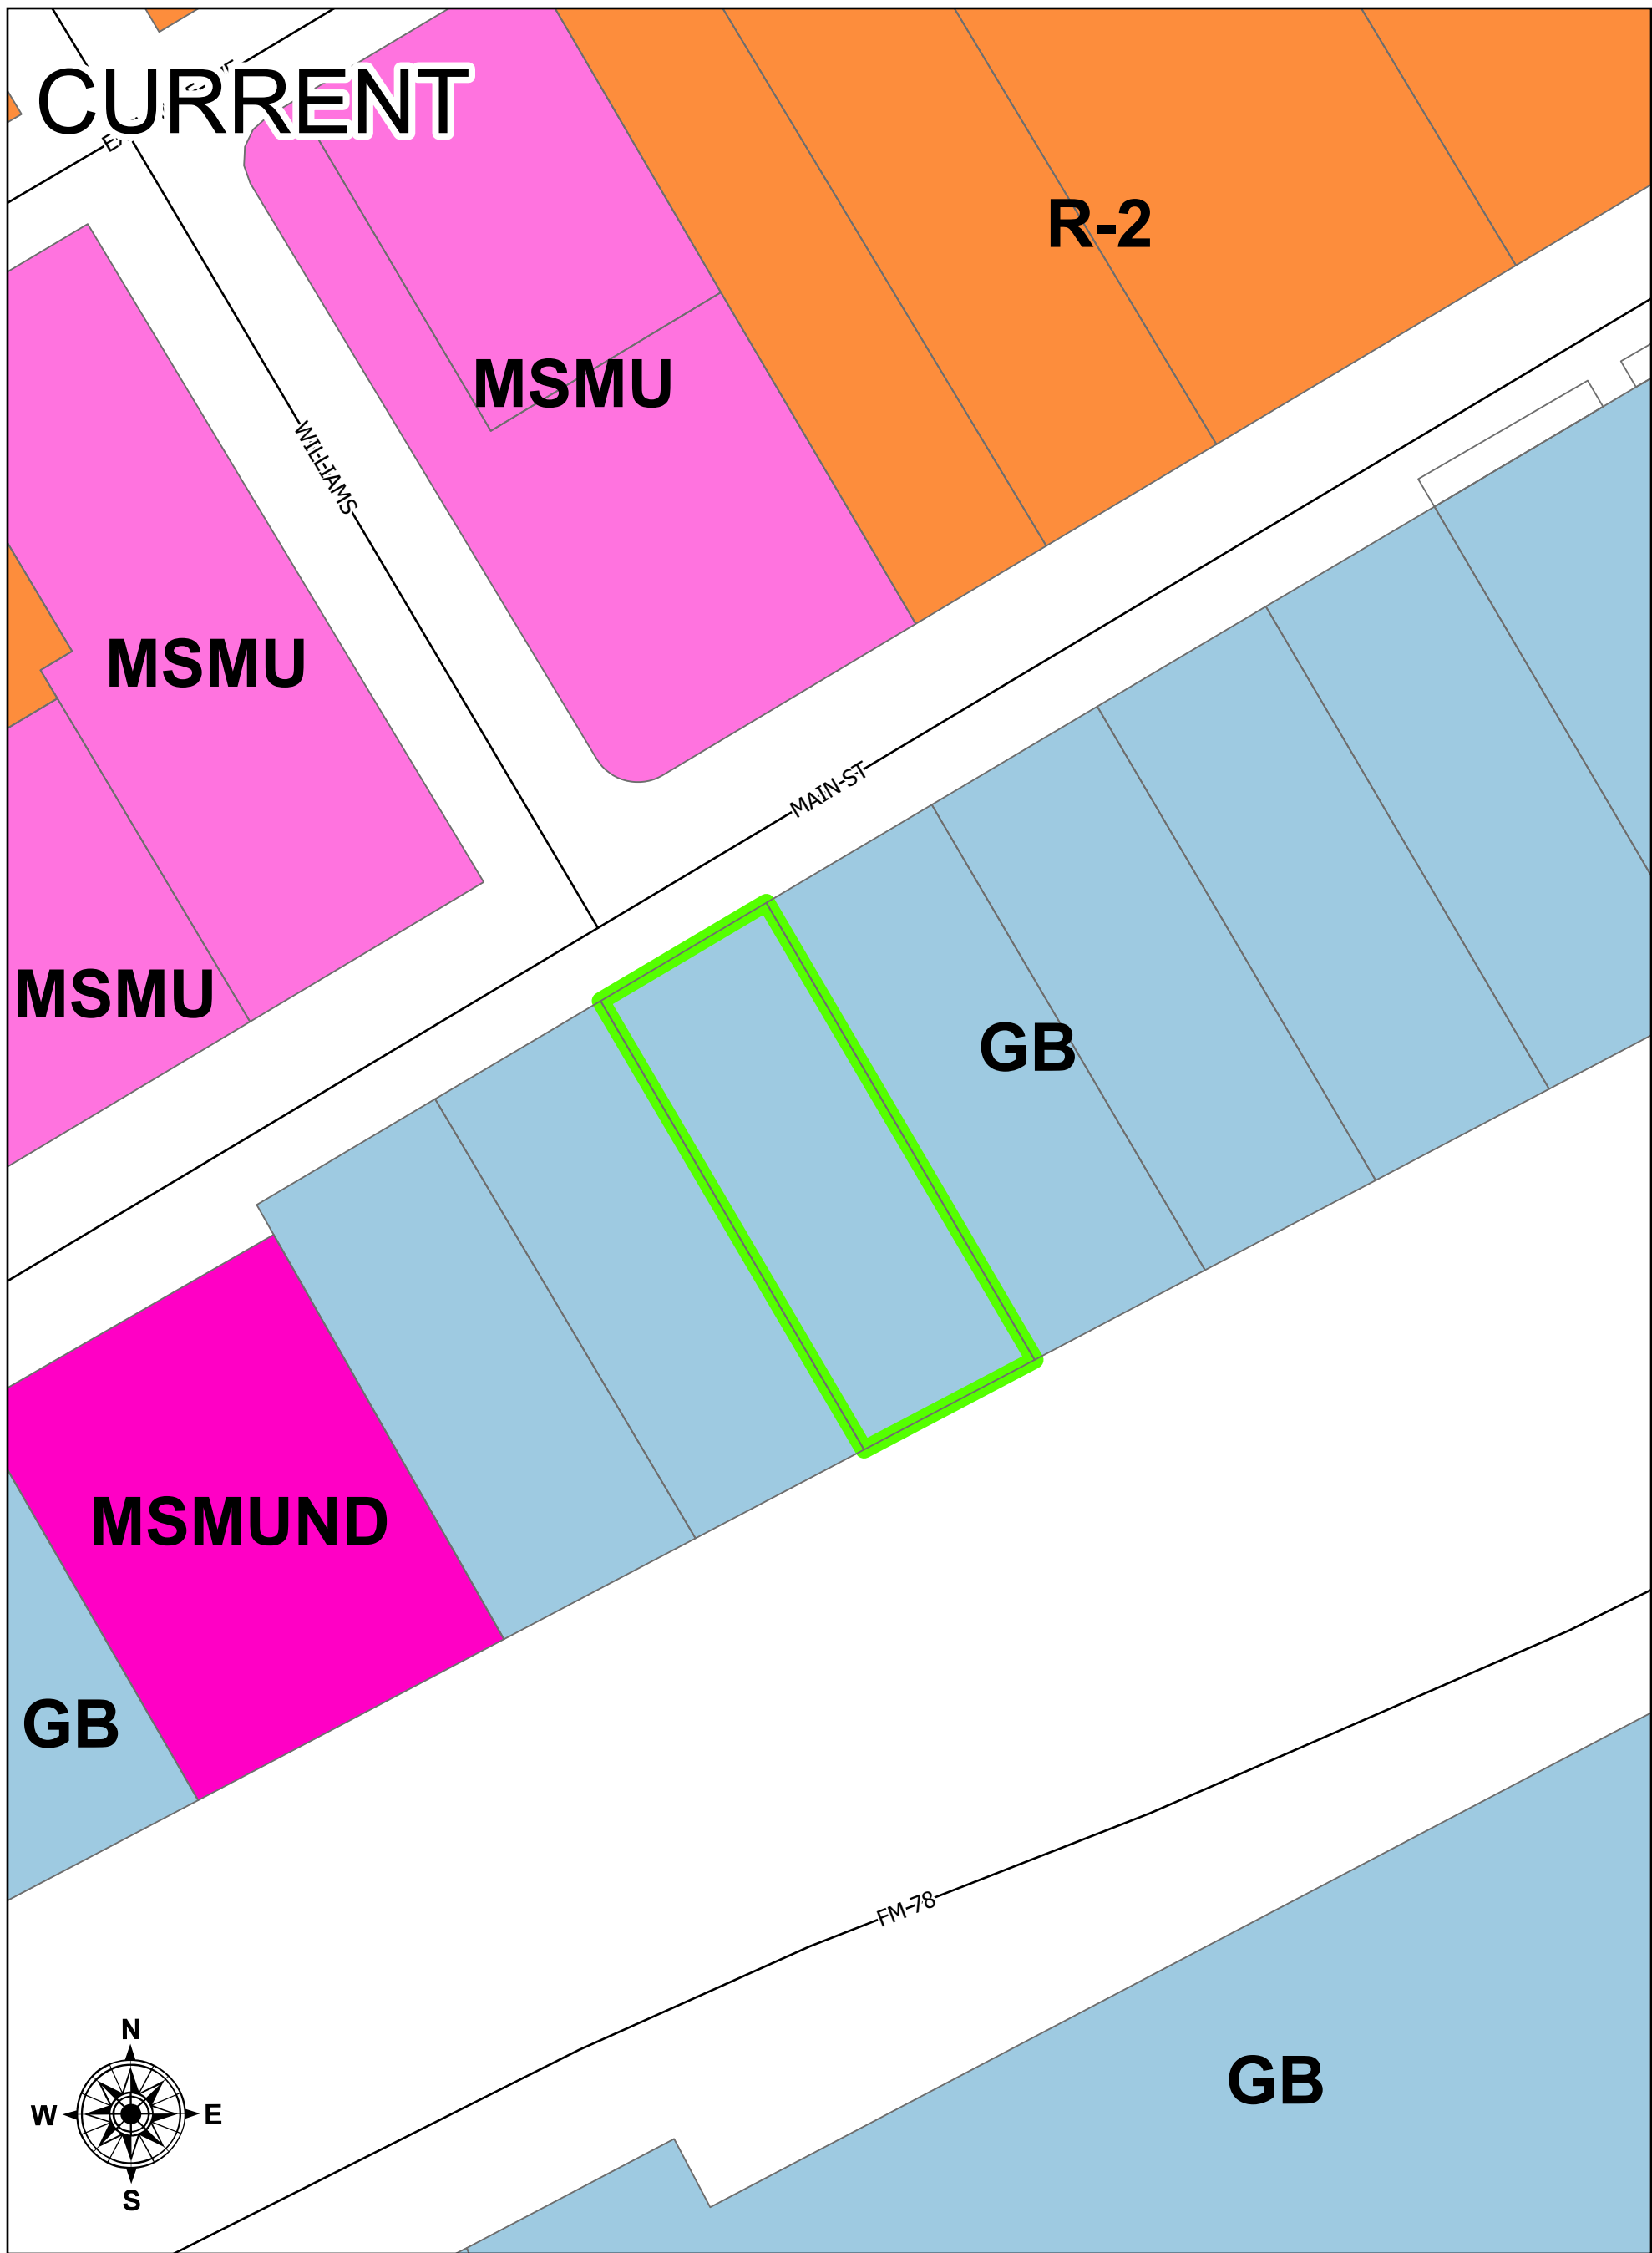 CURRENT
R-2
MSMU
WILLIAMS
MSMU
MAIN-ST
MSMU
GB
MSMUND
GB
FM-78
GB
N
W E
S